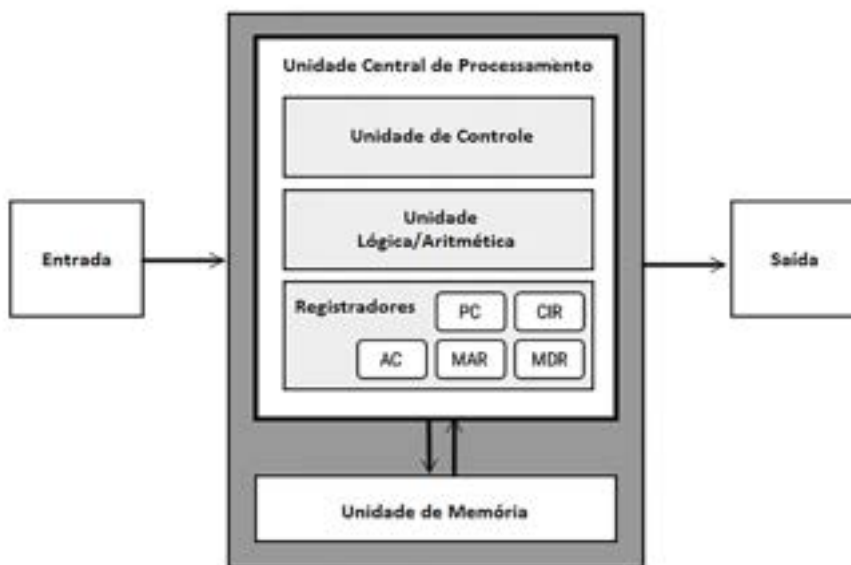 Unidade Central de Processamento
Unidade de Controle
Unidade
Lógica/Aritmética
Entrada
Saída
Registradores
PC
CIR
AC
MAR
MDR
Unidade de Memória